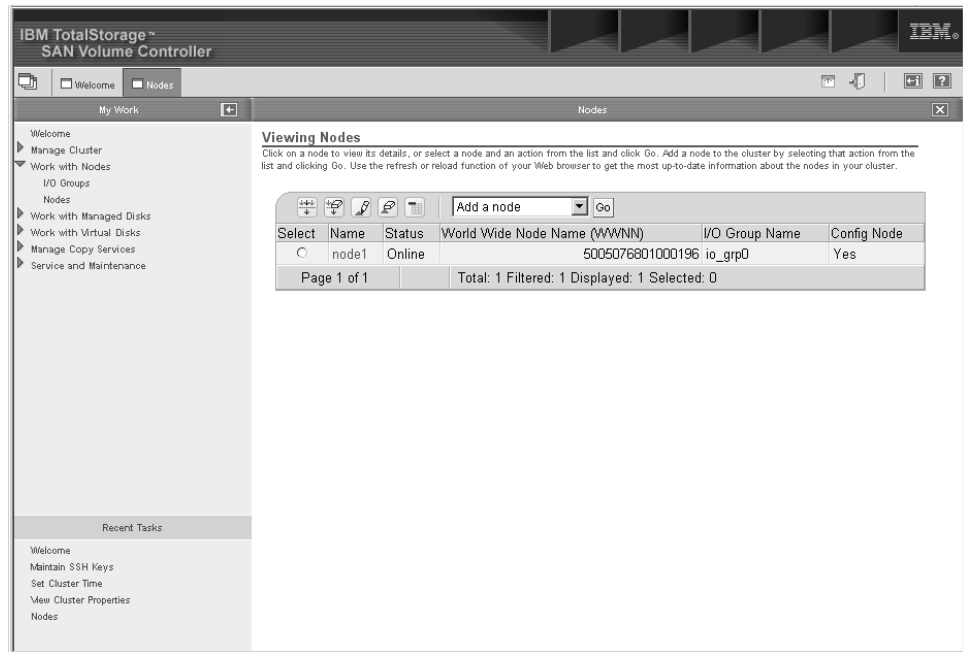 IBM TotalStorage™
SAN Volume Controller
IBM®
Welcome
Nodes
?
My Work
Nodes
Welcome
Manage Cluster
Work with Nodes
I/O Groups
Nodes
Work with Managed Disks
Work with Virtual Disks
Manage Copy Services
Service and Maintenance
Viewing Nodes
Click on a node to view its details, or select a node and an action from the list and click Go. Add a node to the cluster by selecting that action from the
list and clicking Go. Use the refresh or reload function of your Web browser to get the most up-to-date information about the nodes in your cluster.
Add a node Go
Select Name Status World Wide Node Name (WWNN) I/O Group Name Config Node
node1 Online 5005076801000196 io_grp0 Yes
Page 1 of 1 Total: 1 Filtered: 1 Displayed: 1 Selected: 0
Recent Tasks
Welcome
Maintain SSH Keys
Set Cluster Time
View Cluster Properties
Nodes